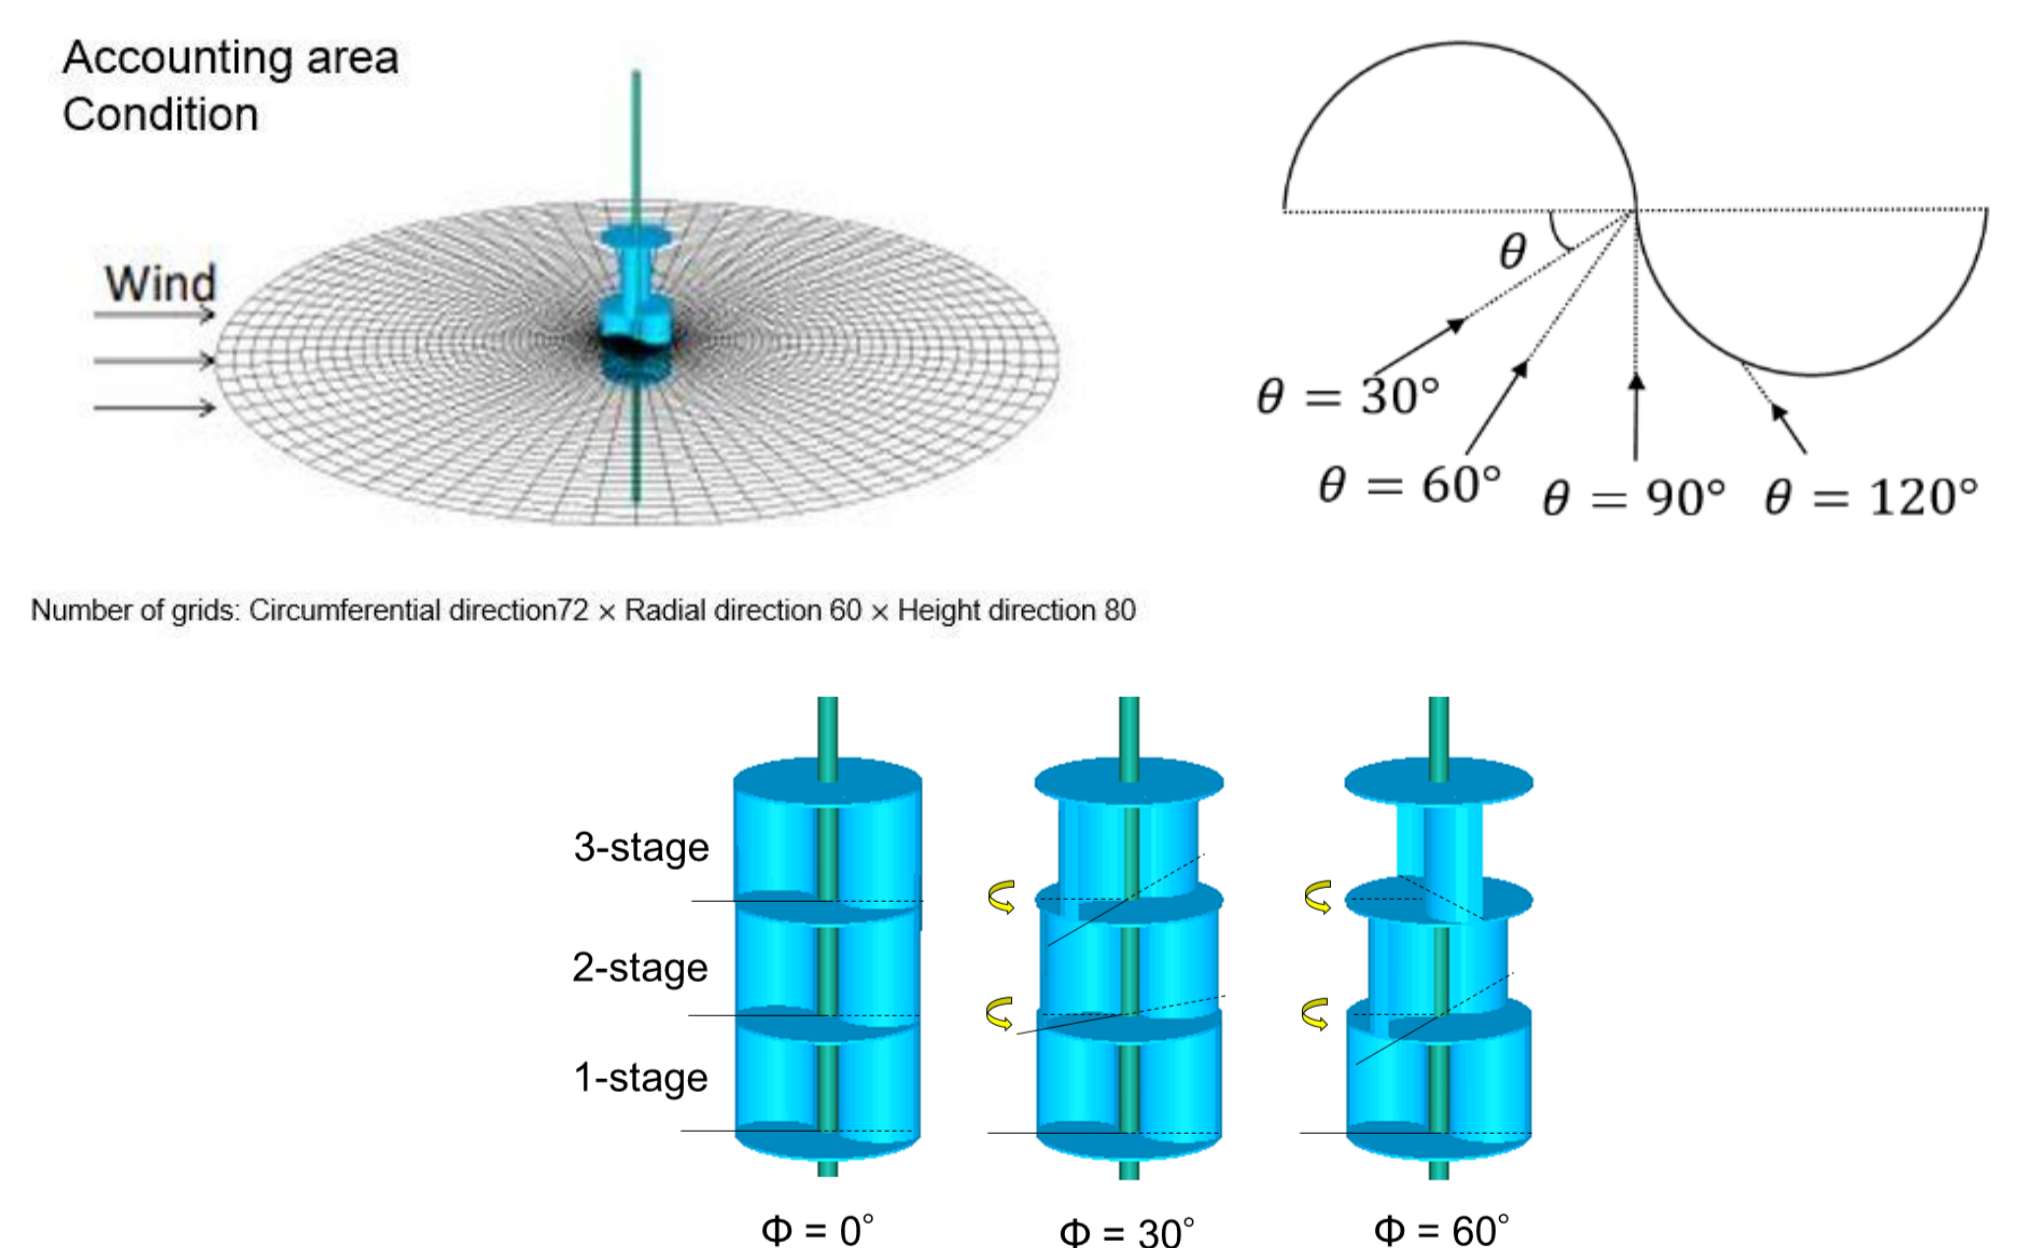 Accounting area
Condition
Wind
θ
θ = 30°
θ = 60°
θ = 90°
θ = 120°
Number of grids: Circumferential direction72 × Radial direction 60 × Height direction 80
3-stage
2-stage
1-stage
Φ = 0°
Φ = 30°
Φ = 60°